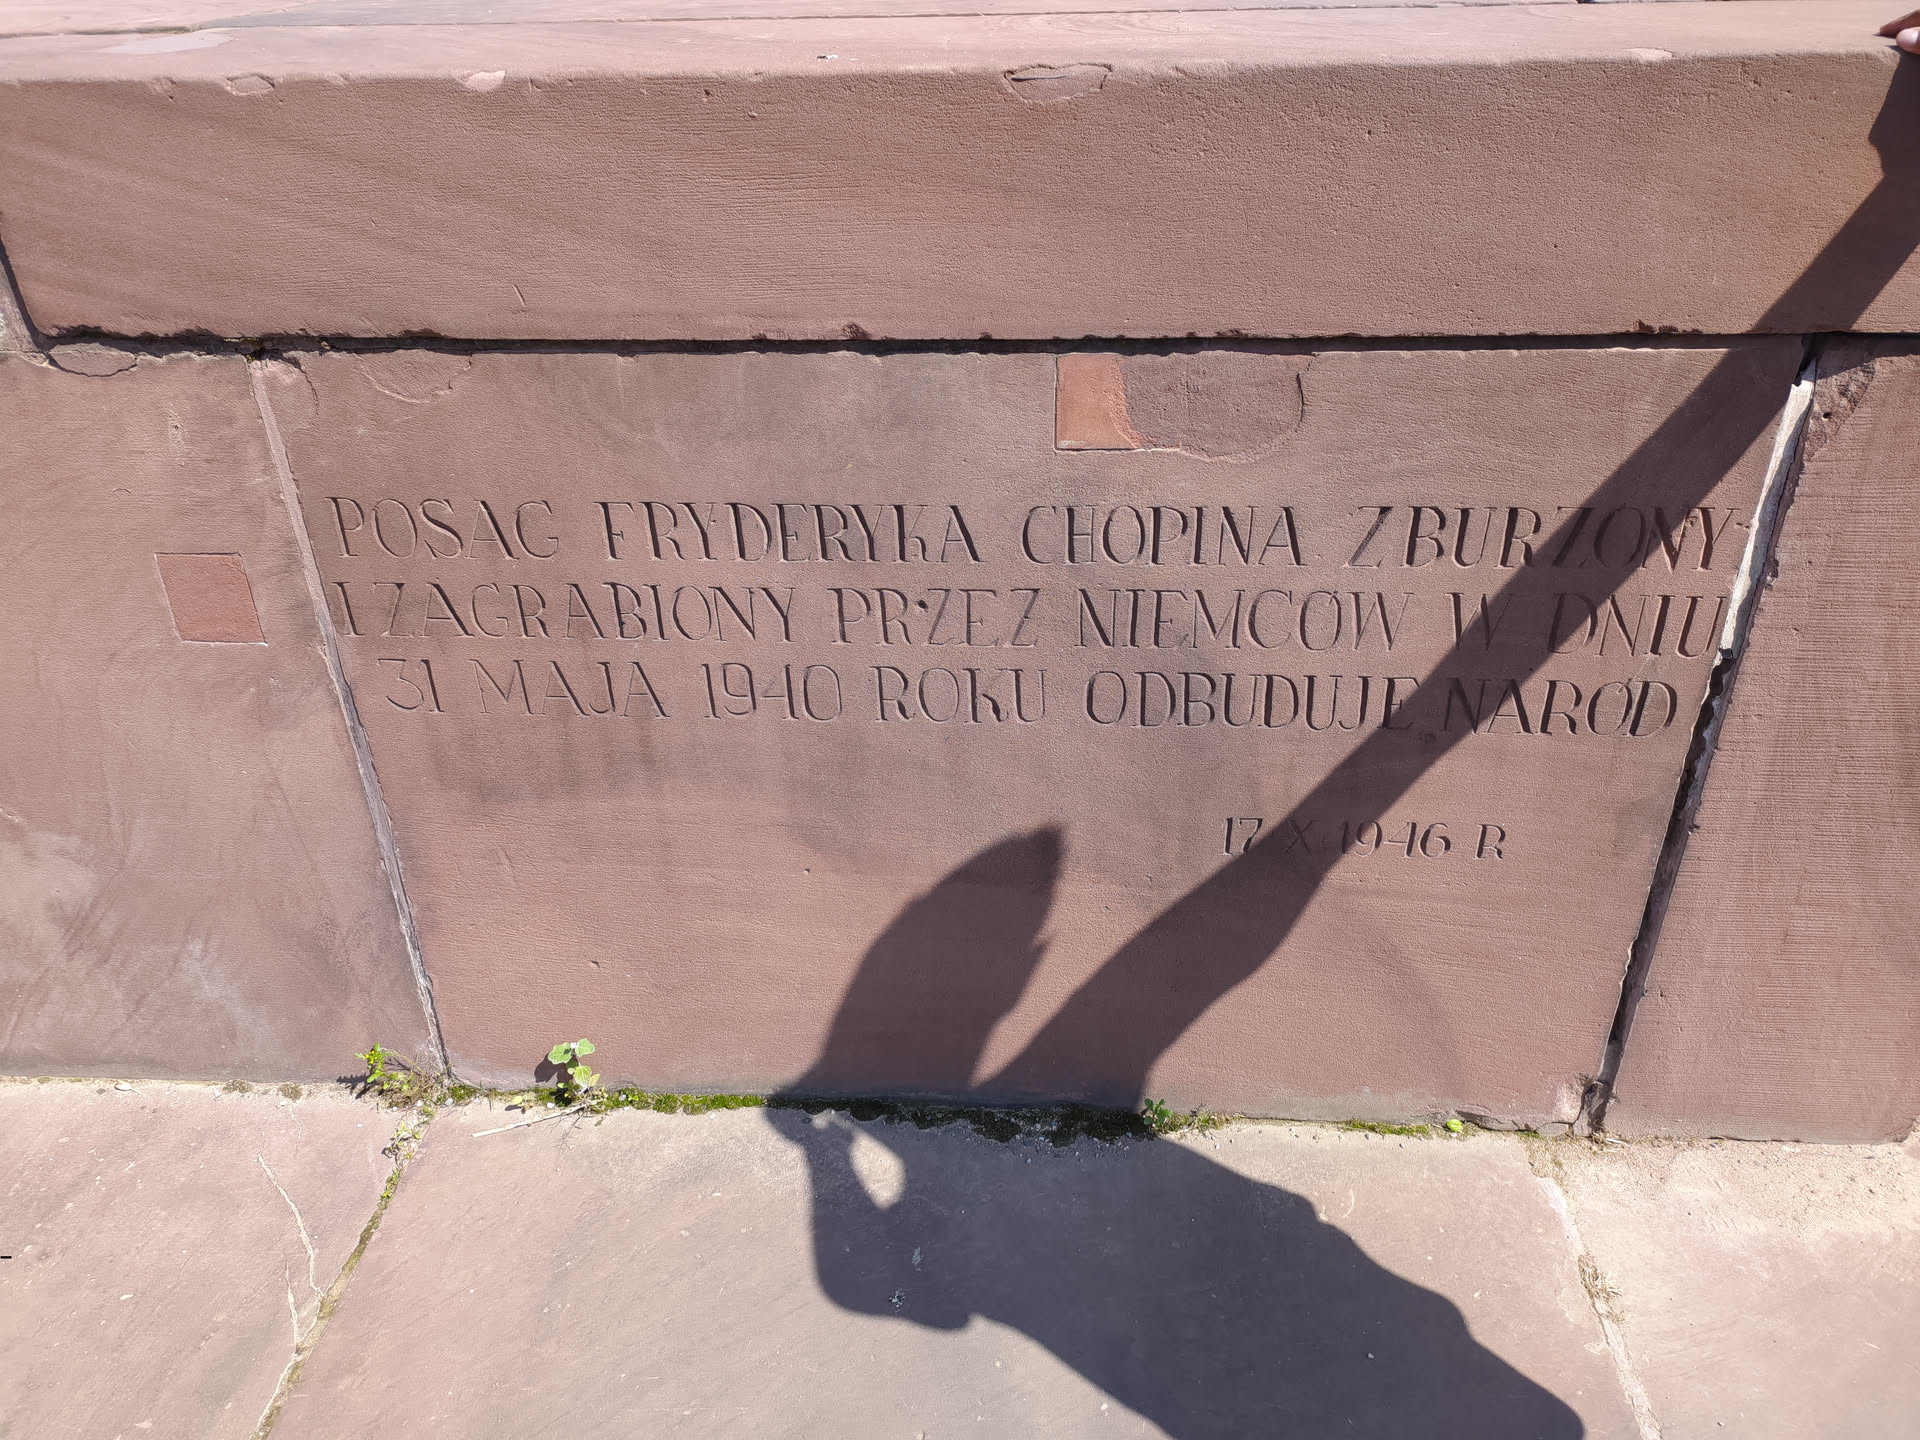 POSĄG FRYDERYKA CHOPINA ZBURZONY
I ZAGRABIONY PRZEZ NIEMCÓW W DNIU
31 MAJA 1940 ROKU ODBUDUJE NARÓD
17 X 1946 R